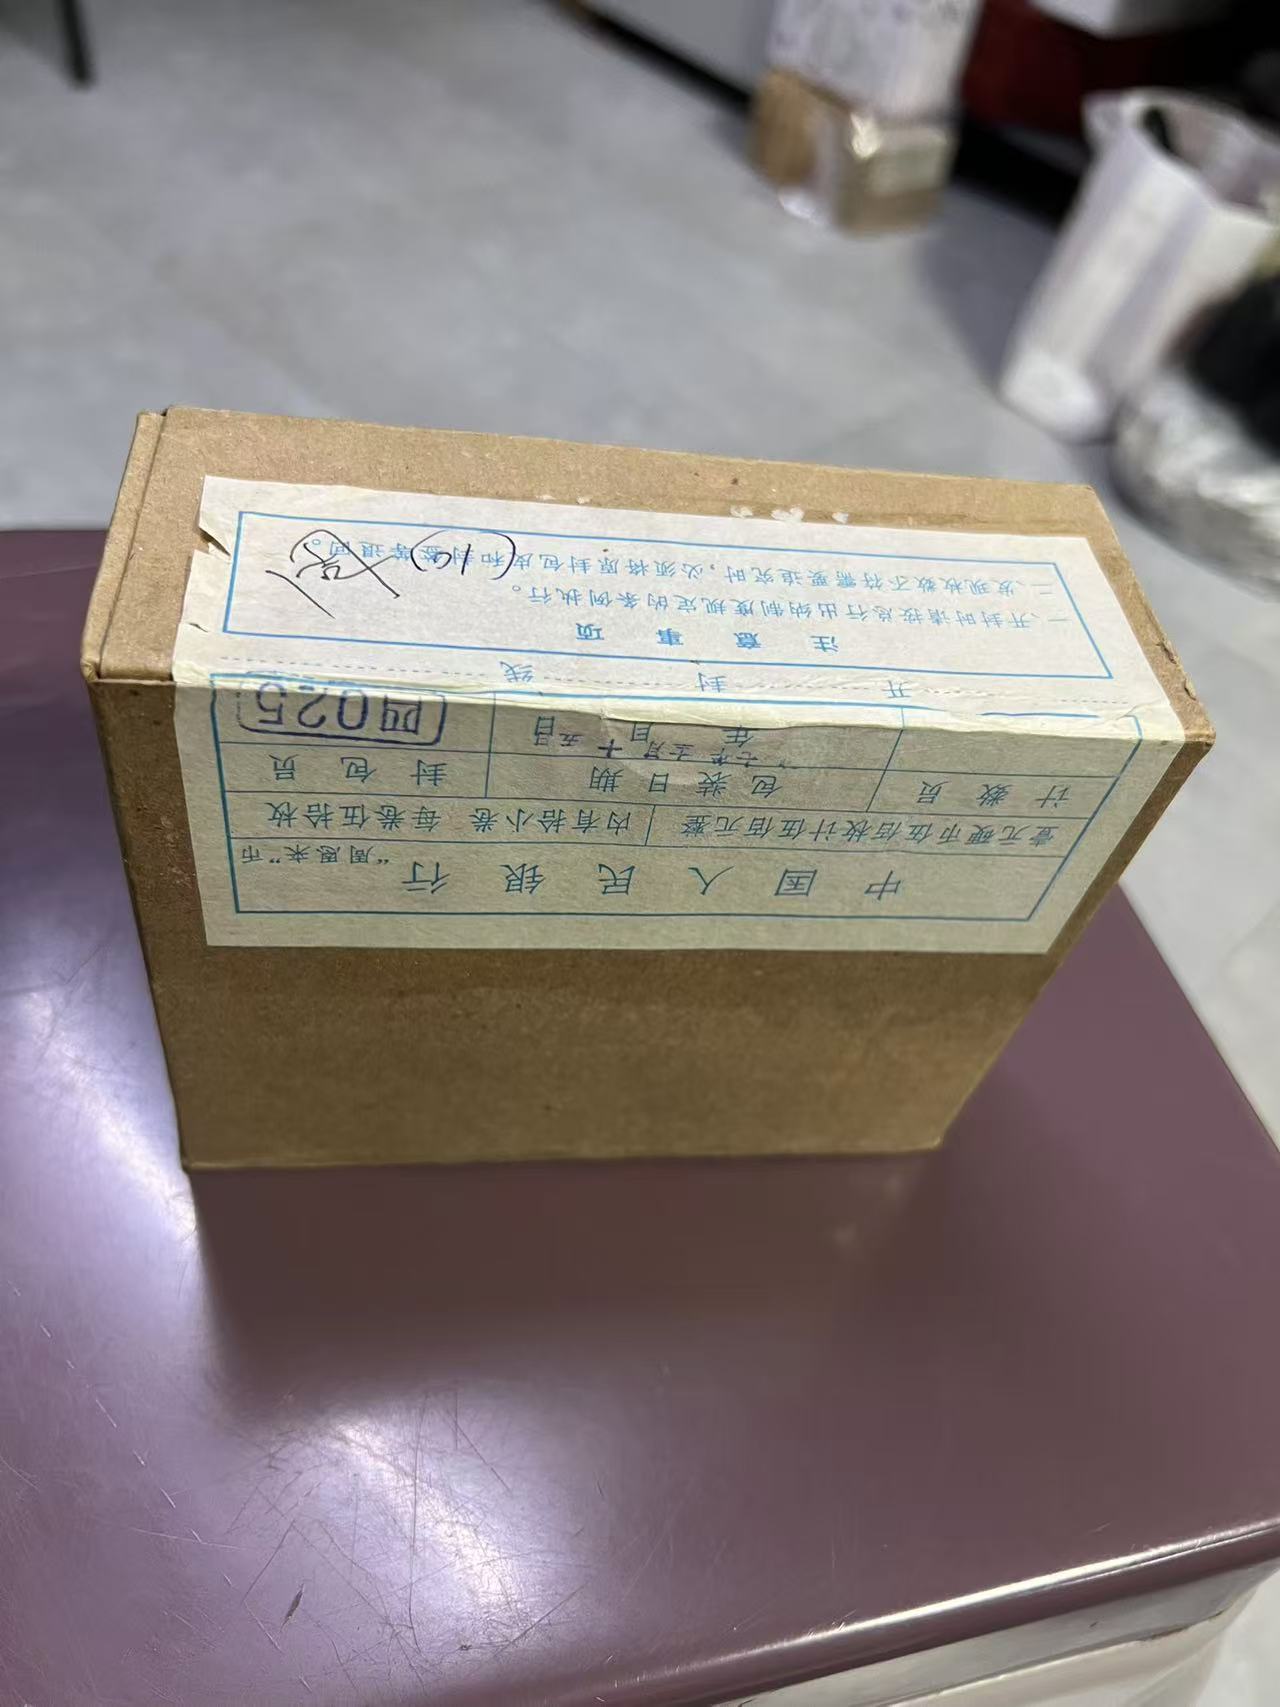 中国人民银行
“周恩来”币
壹元硬币伍佰枚计伍佰元整 内有拾小卷 每卷伍拾枚
计数员 包装日期 封包员
年 月 日
四025
开 封 线
注意事项
一、开封时请按总行出纳制度规定的条例执行。
二、发现枚数不符需要追究时，必须将原封包皮和封签等退回。